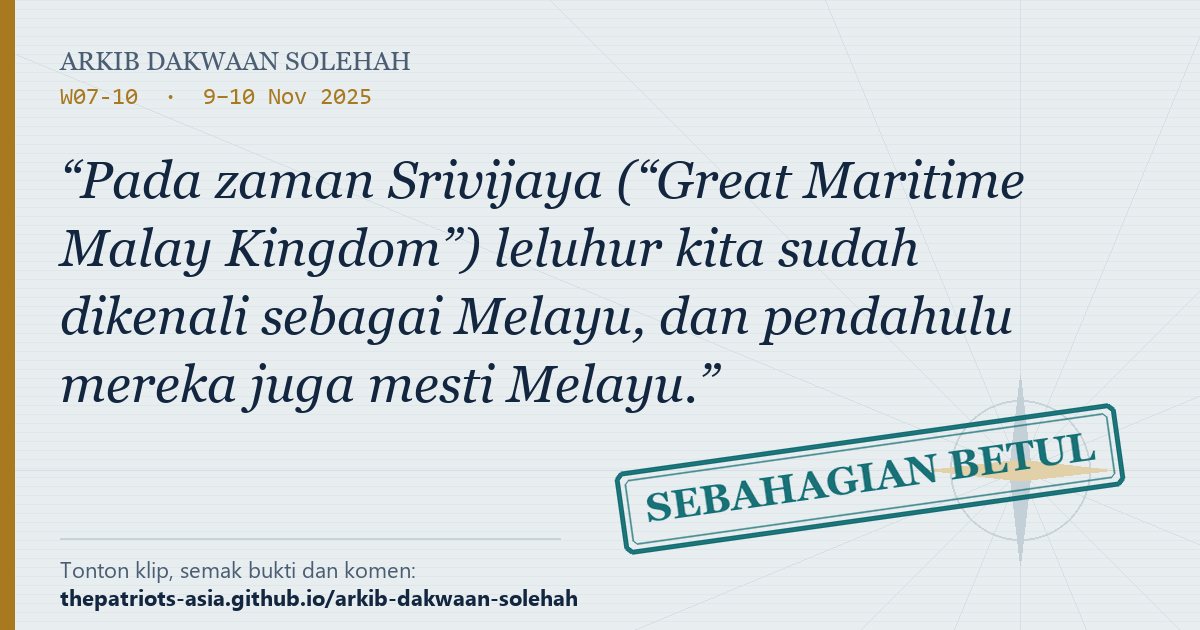 ARKIB DAKWAAN SOLEHAH
W07-10 · 9–10 Nov 2025
“Pada zaman Srivijaya (“Great Maritime
Malay Kingdom”) leluhur kita sudah
dikenali sebagai Melayu, dan pendahulu
mereka juga mesti Melayu.”
SEBAHAGIAN BETUL
Tonton klip, semak bukti dan komen:
thepatriots-asia.github.io/arkib-dakwaan-solehah